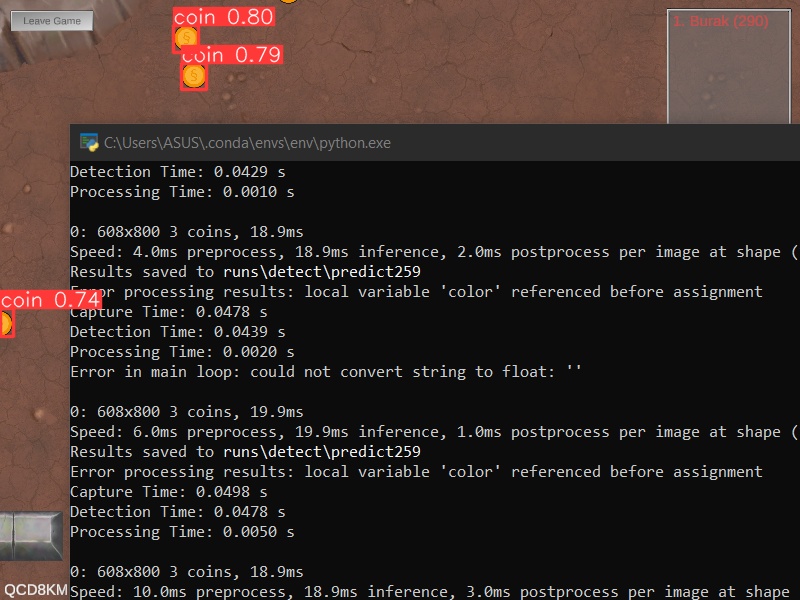 Leave Game
coin 0.80
coin 0.79
1. Burak (290)
C:\Users\ASUS\.conda\envs\env\python.exe
Detection Time: 0.0429 s
Processing Time: 0.0010 s
0: 608x800 3 coins, 18.9ms
Speed: 4.0ms preprocess, 18.9ms inference, 2.0ms postprocess per image at shape (
Results saved to runs\detect\predict259
coin 0.74
Error processing results: local variable 'color' referenced before assignment
Capture Time: 0.0478 s
Detection Time: 0.0439 s
Processing Time: 0.0020 s
Error in main loop: could not convert string to float: ''
0: 608x800 3 coins, 19.9ms
Speed: 6.0ms preprocess, 19.9ms inference, 1.0ms postprocess per image at shape (
Results saved to runs\detect\predict259
Error processing results: local variable 'color' referenced before assignment
Capture Time: 0.0498 s
Detection Time: 0.0478 s
Processing Time: 0.0050 s
0: 608x800 3 coins, 18.9ms
Speed: 10.0ms preprocess, 18.9ms inference, 3.0ms postprocess per image at shape
QCD8KM